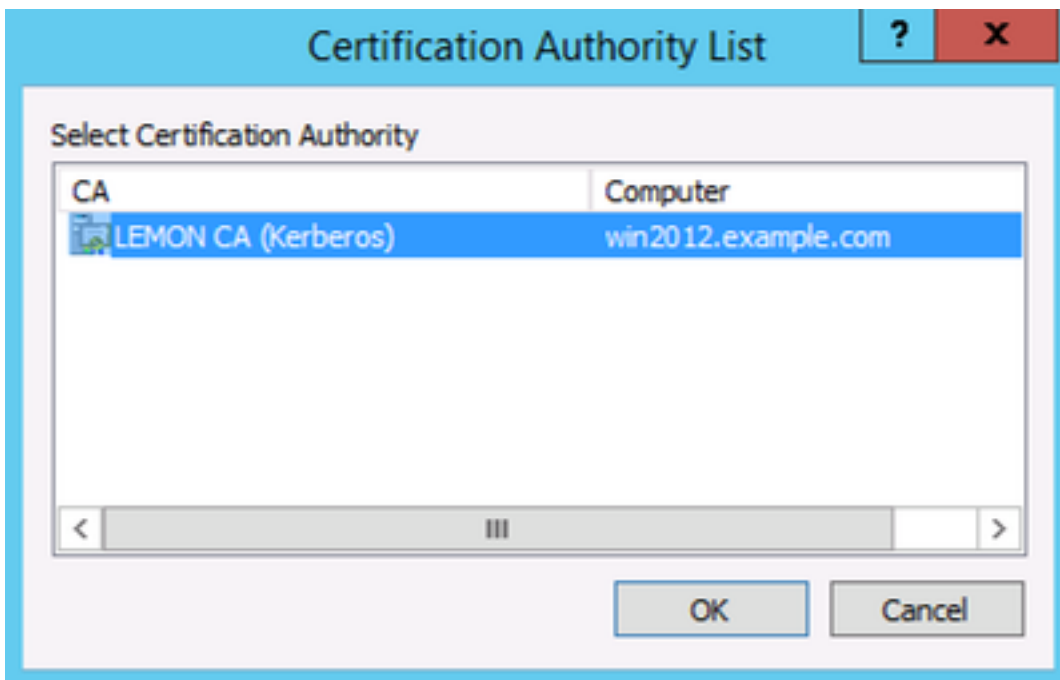 Certification Authority List ? x
Select Certification Authority
CA Computer
LEMON CA (Kerberos) win2012.example.com
OK Cancel